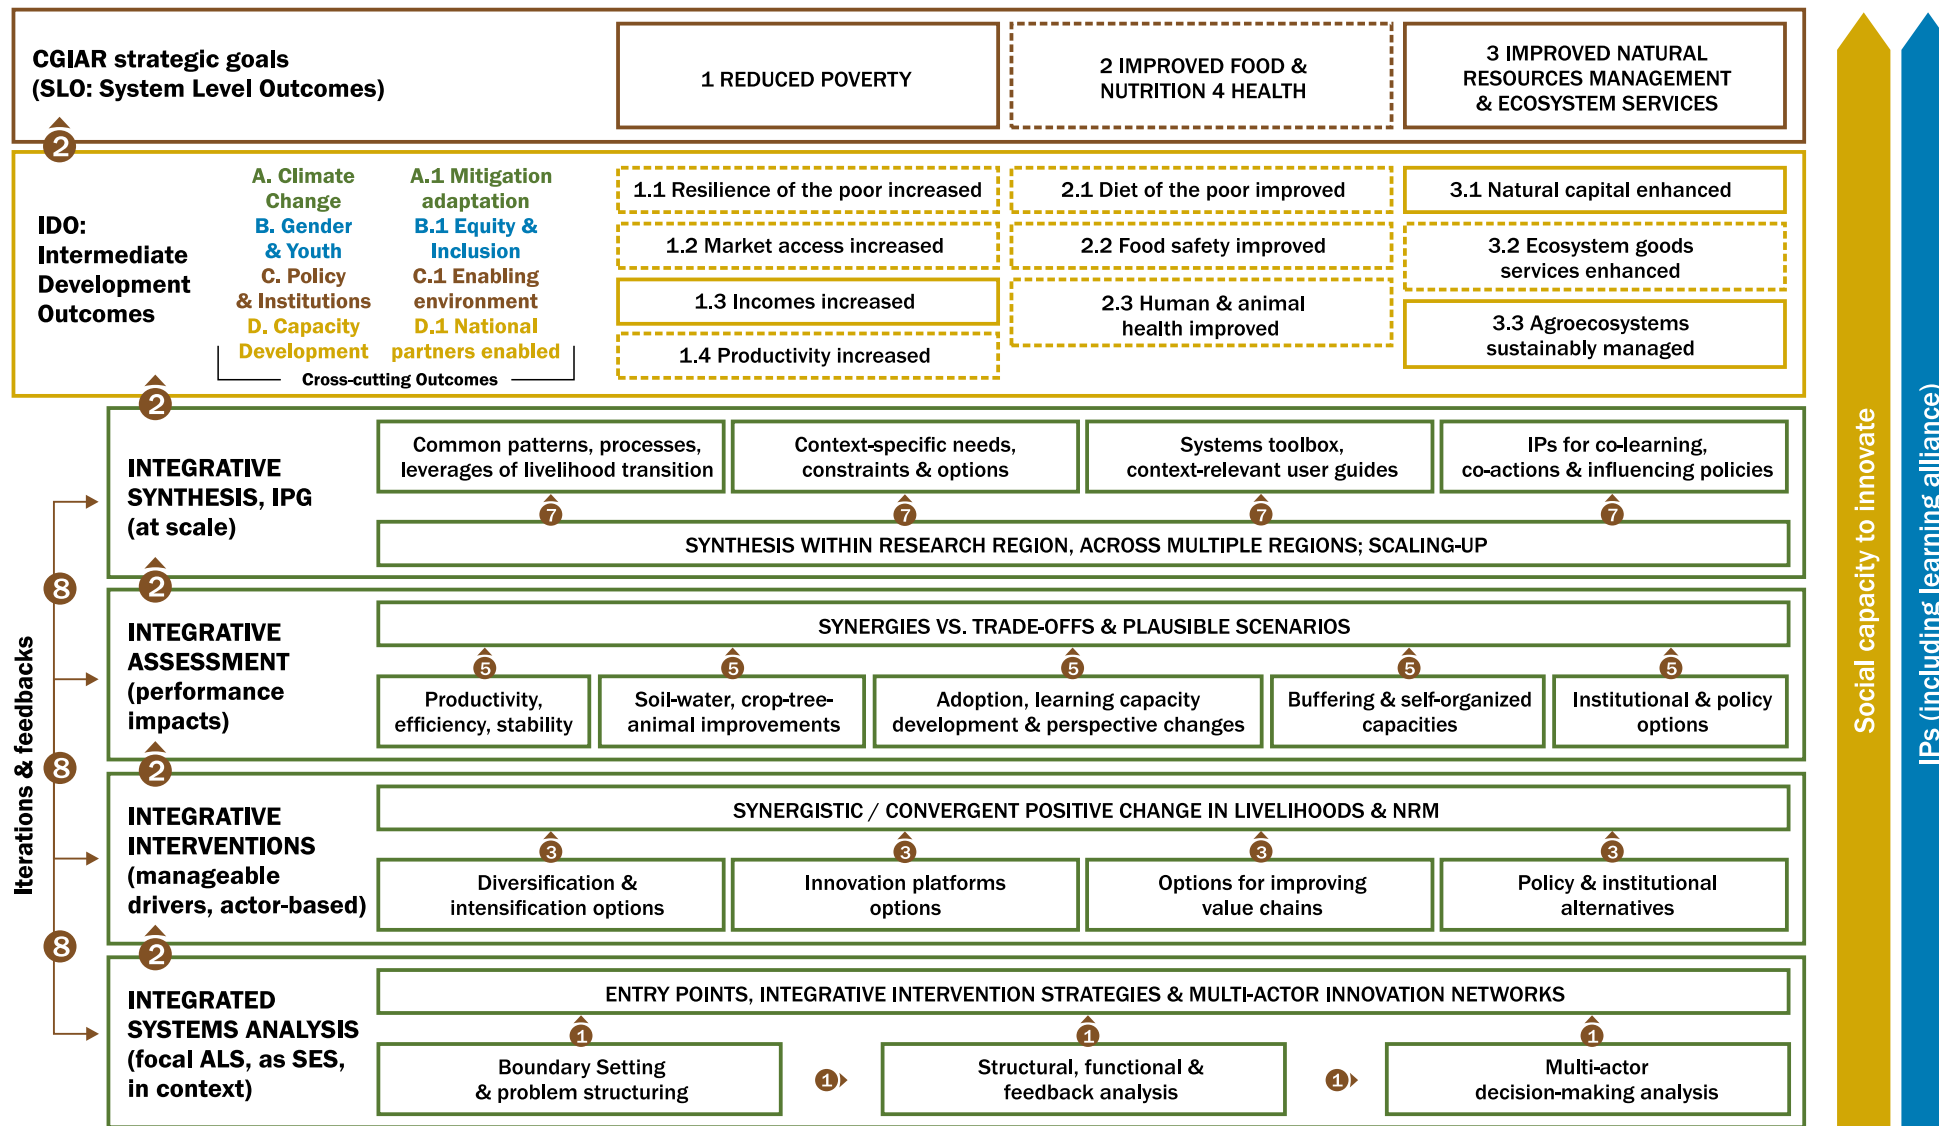 CGIAR strategic goals
(SLO: System Level Outcomes)
1 REDUCED POVERTY
2 IMPROVED FOOD &
NUTRITION 4 HEALTH
3 IMPROVED NATURAL
RESOURCES MANAGEMENT
& ECOSYSTEM SERVICES
2
IDO:
Intermediate
Development
Outcomes
A. Climate
Change
B. Gender
& Youth
C. Policy
& Institutions
D. Capacity
Development
A.1 Mitigation
adaptation
B.1 Equity &
Inclusion
C.1 Enabling
environment
D.1 National
partners enabled
Cross-cutting Outcomes
1.1 Resilience of the poor increased
1.2 Market access increased
1.3 Incomes increased
1.4 Productivity increased
2.1 Diet of the poor improved
2.2 Food safety improved
2.3 Human & animal
health improved
3.1 Natural capital enhanced
3.2 Ecosystem goods
services enhanced
3.3 Agroecosystems
sustainably managed
2
INTEGRATIVE
SYNTHESIS, IPG
(at scale)
Common patterns, processes,
leverages of livelihood transition
Context-specific needs,
constraints & options
Systems toolbox,
context-relevant user guides
IPs for co-learning,
co-actions & influencing policies
7
7
7
7
SYNTHESIS WITHIN RESEARCH REGION, ACROSS MULTIPLE REGIONS; SCALING-UP
8
2
INTEGRATIVE
ASSESSMENT
(performance
impacts)
SYNERGIES VS. TRADE-OFFS & PLAUSIBLE SCENARIOS
5
5
5
5
5
Productivity,
efficiency, stability
Soil-water, crop-tree-
animal improvements
Adoption, learning capacity
development & perspective changes
Buffering & self-organized
capacities
Institutional & policy
options
8
2
INTEGRATIVE
INTERVENTIONS
(manageable
drivers, actor-based)
SYNERGISTIC / CONVERGENT POSITIVE CHANGE IN LIVELIHOODS & NRM
3
3
3
3
Diversification &
intensification options
Innovation platforms
options
Options for improving
value chains
Policy & institutional
alternatives
8
2
INTEGRATED
SYSTEMS ANALYSIS
(focal ALS, as SES,
in context)
ENTRY POINTS, INTEGRATIVE INTERVENTION STRATEGIES & MULTI-ACTOR INNOVATION NETWORKS
1
1
1
Boundary Setting
& problem structuring
1
Structural, functional &
feedback analysis
1
Multi-actor
decision-making analysis
Iterations & feedbacks
Social capacity to innovate
IPs (including learning alliance)